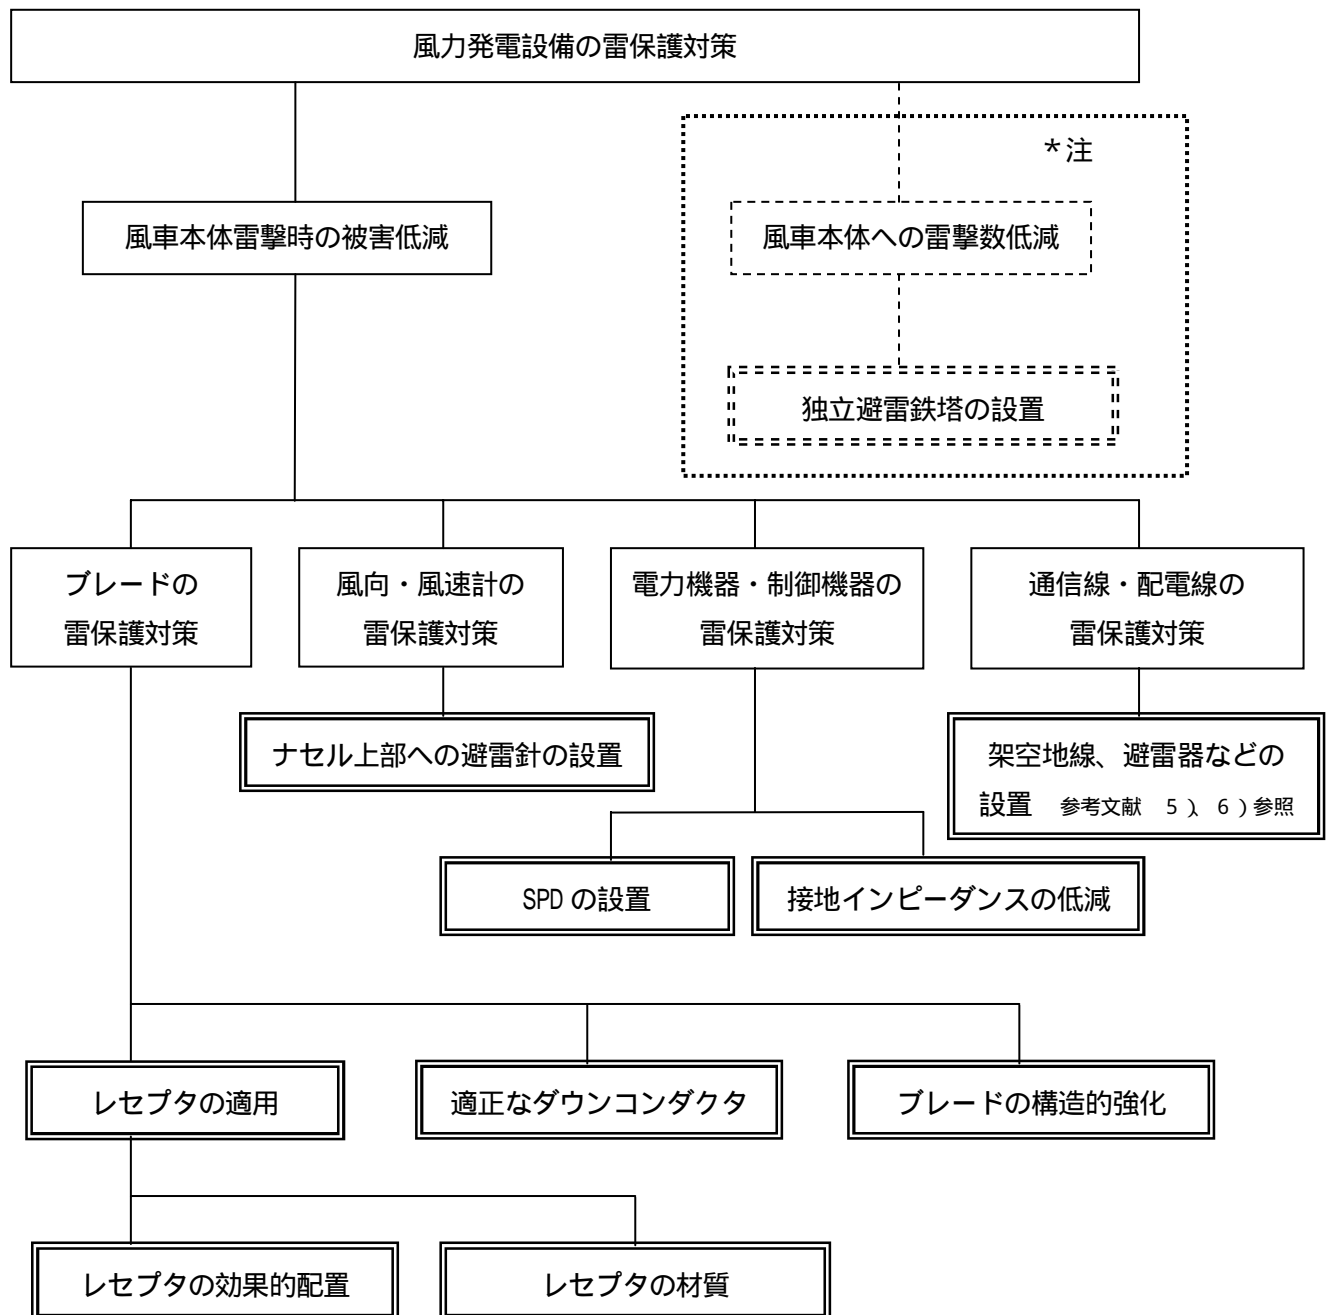 風力発電設備の雷保護対策
*注
風車本体雷撃時の被害低減
風車本体への雷撃数低減
独立避雷鉄塔の設置
ブレードの
雷保護対策
風向・風速計の
雷保護対策
電力機器・制御機器の
雷保護対策
通信線・配電線の
雷保護対策
ナセル上部への避雷針の設置
架空地線、避雷器などの
設置 参考文献 5)、6)参照
SPD の設置
接地インピーダンスの低減
レセプタの適用
適正なダウンコンダクタ
ブレードの構造的強化
レセプタの効果的配置
レセプタの材質